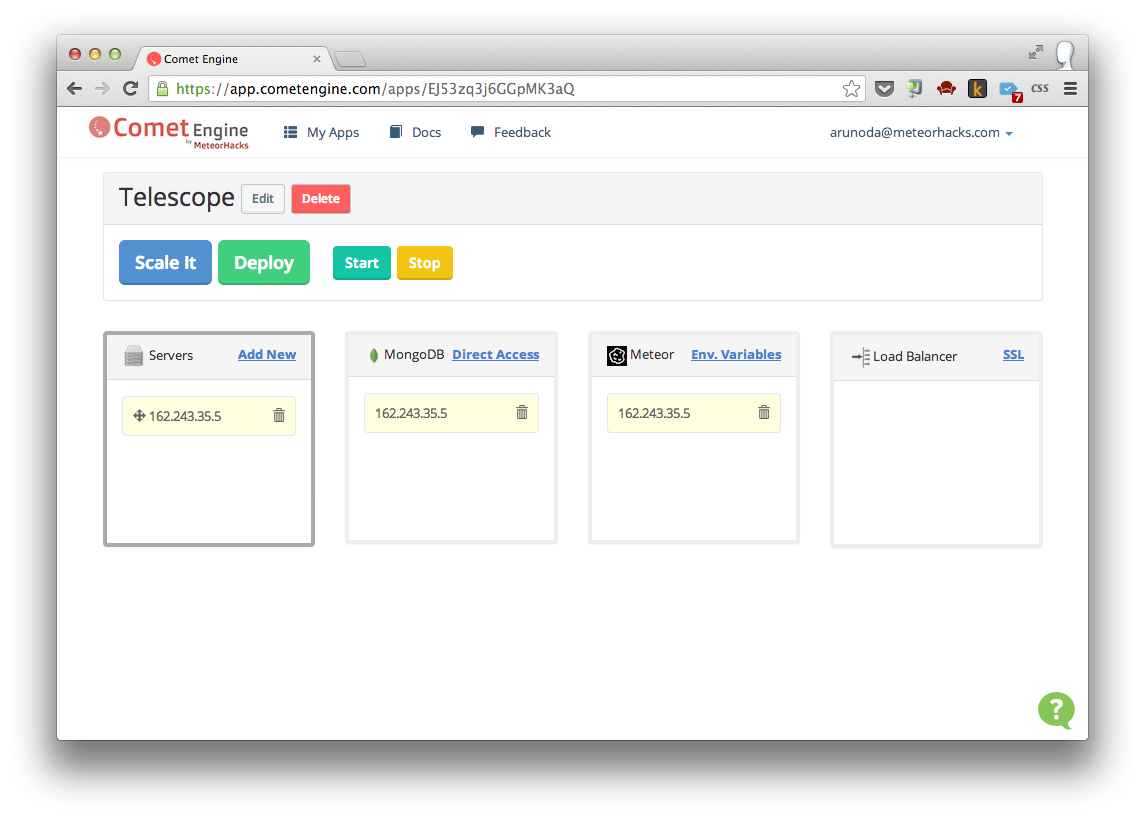 Comet Engine
https://app.cometengine.com/apps/EJ53zq3j6GGpMK3aQ
k
7
css
Comet Engine
by MeteorHacks
My Apps
Docs
Feedback
arunoda@meteorhacks.com
Telescope Edit Delete
Scale It Deploy Start Stop
Servers Add New
MongoDB Direct Access
Meteor Env. Variables
Load Balancer SSL
162.243.35.5
162.243.35.5
162.243.35.5
?